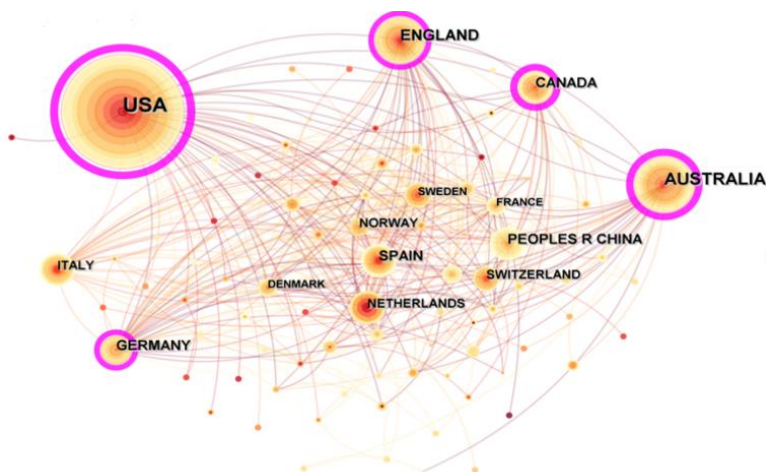 ENGLAND
CANADA
USA
AUSTRALIA
SWEDEN
FRANCE
NORWAY
PEOPLES R CHINA
SPAIN
ITALY
SWITZERLAND
DENMARK
NETHERLANDS
GERMANY